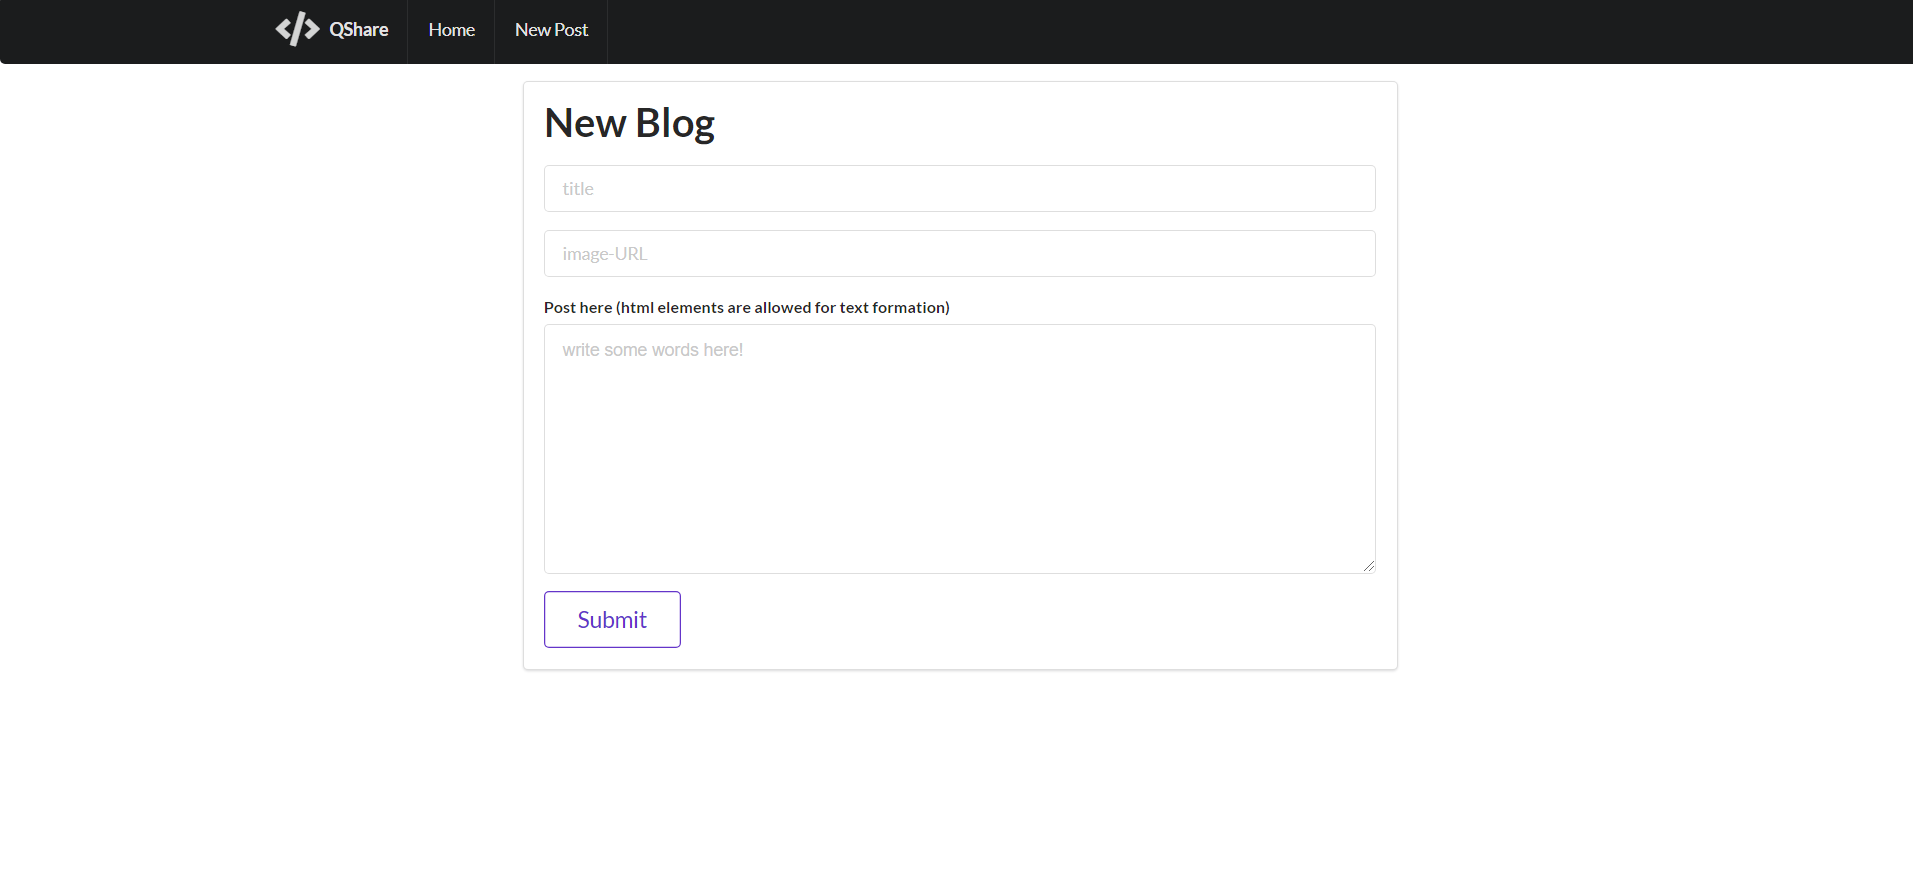 QShare Home New Post
New Blog
title
image-URL
Post here (html elements are allowed for text formation)
write some words here!
Submit